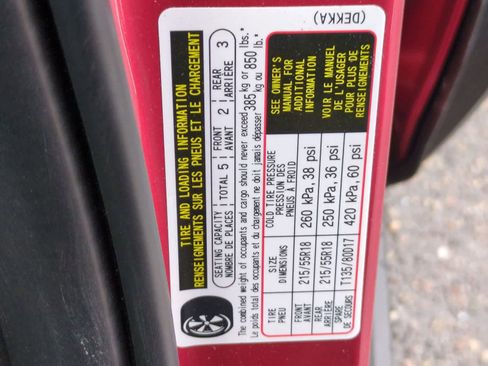 TIRE AND LOADING INFORMATION
RENSEIGNEMENTS SUR LES PNEUS ET LE CHARGEMENT
SEATING CAPACITY TOTAL 5 FRONT 2 REAR 3
NOMBRE DE PLACES AVANT ARRIÈRE
The combined weight of occupants and cargo should never exceed 385 kg or 850 lbs.*
Le poids total des occupants et du chargement ne doit jamais dépasser 385 kg ou 850 lb.*
TIRE SIZE COLD TIRE PRESSURE
PNEU DIMENSIONS PRESSION DES PNEUS À FROID
FRONT AVANT 215/55R18 260 kPa, 38 psi
REAR ARRIÈRE 215/55R18 250 kPa, 36 psi
SPARE DE SECOURS T135/80D17 420 kPa, 60 psi
SEE OWNER'S
MANUAL FOR
ADDITIONAL
INFORMATION
VOIR LE MANUEL
DE L'USAGER
POUR PLUS DE
RENSEIGNEMENTS
(DEKKA)